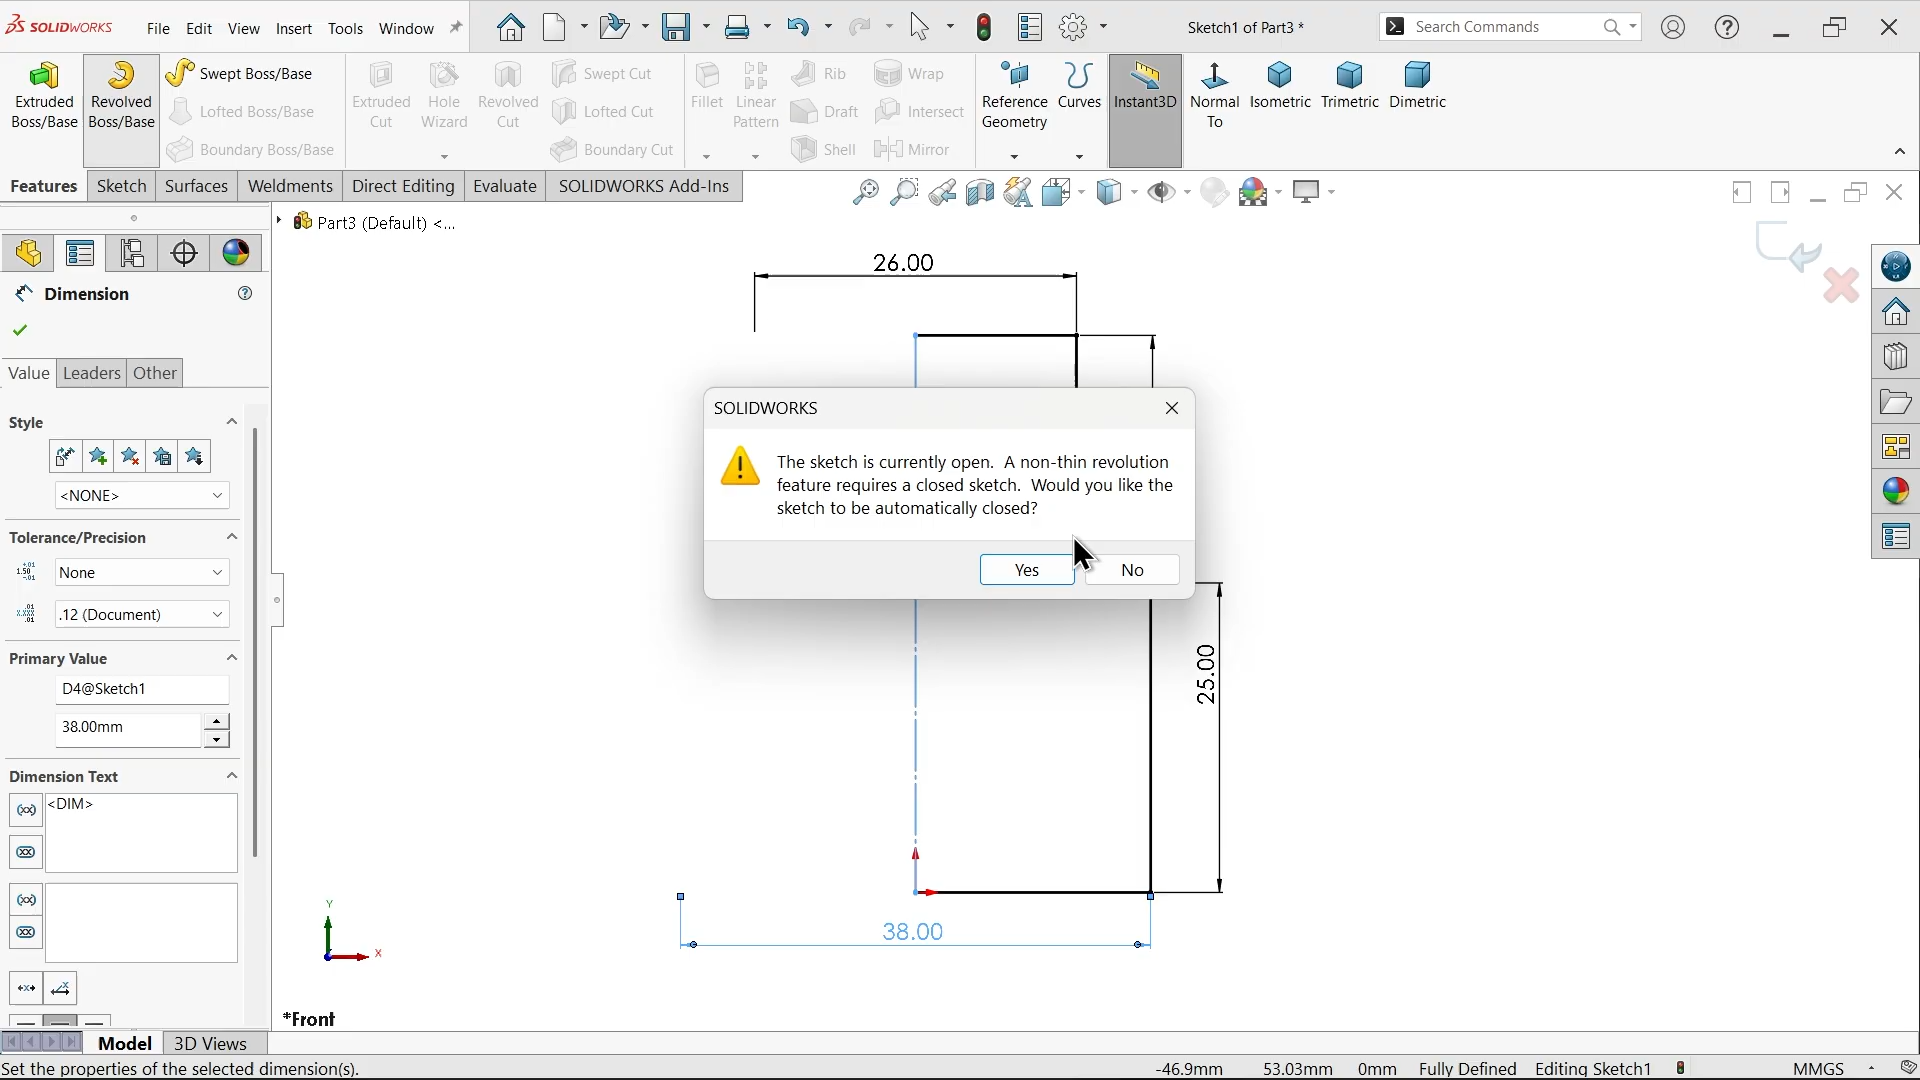 SOLIDWORKS File Edit View Insert Tools Window Sketch1 of Part3 * Search Commands
Extruded Boss/Base
Revolved Boss/Base
Swept Boss/Base
Lofted Boss/Base
Boundary Boss/Base
Extruded Cut
Hole Wizard
Revolved Cut
Swept Cut
Lofted Cut
Boundary Cut
Fillet
Linear Pattern
Rib
Draft
Shell
Wrap
Intersect
Mirror
Reference Geometry
Curves
Instant3D
Normal To
Isometric
Trimetric
Dimetric
Features Sketch Surfaces Weldments Direct Editing Evaluate SOLIDWORKS Add-Ins
Part3 (Default) <...
Dimension
Value Leaders Other
Style
<NONE>
Tolerance/Precision
None
.12 (Document)
Primary Value
D4@Sketch1
38.00mm
Dimension Text
<DIM>
26.00
SOLIDWORKS
The sketch is currently open. A non-thin revolution
feature requires a closed sketch. Would you like the
sketch to be automatically closed?
Yes No
25.00
38.00
Y
X
*Front
Model 3D Views
Set the properties of the selected dimension(s). -46.9mm 53.03mm 0mm Fully Defined Editing Sketch1 MMGS